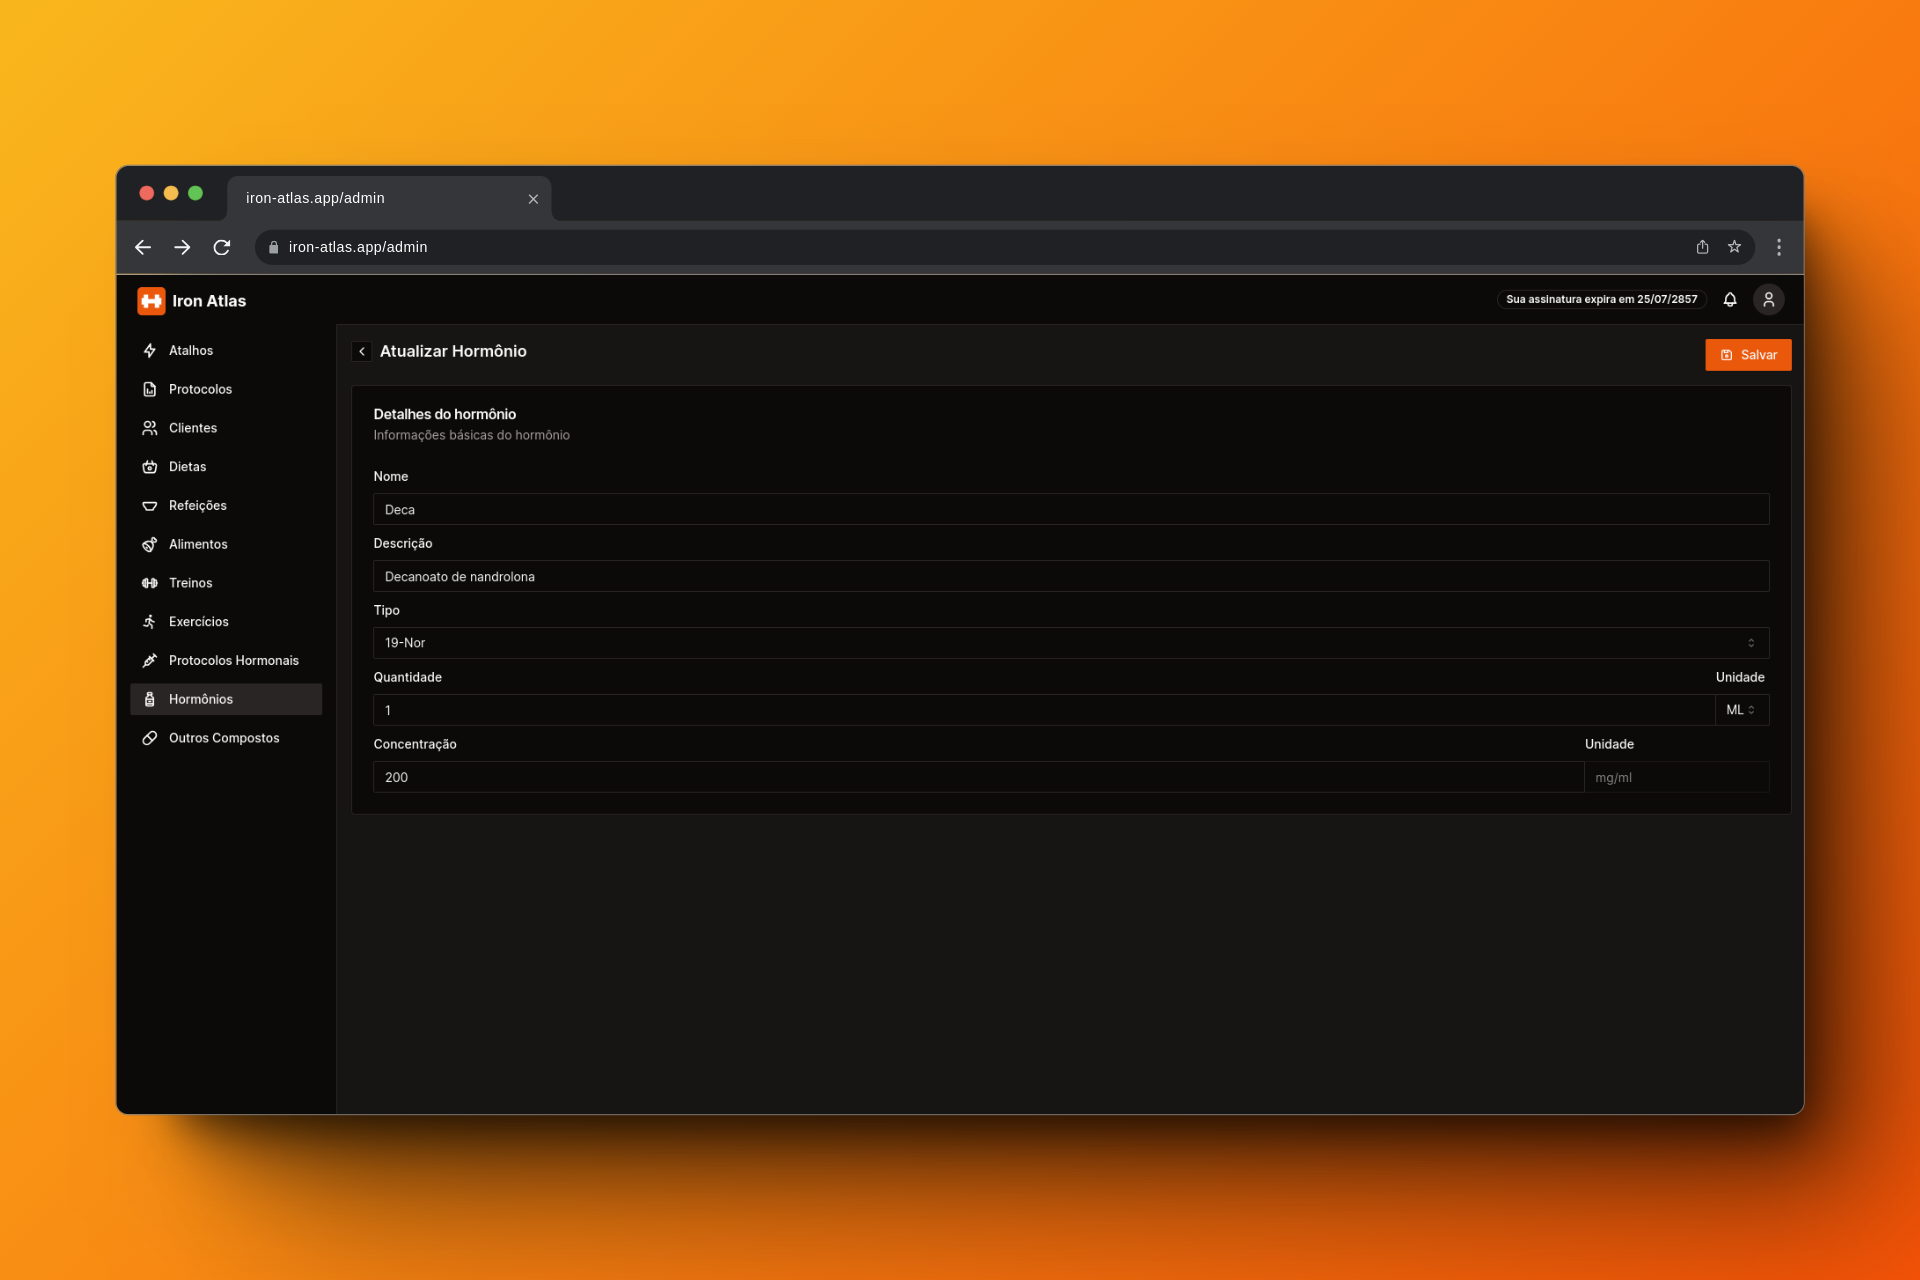 iron-atlas.app/admin
iron-atlas.app/admin
Iron Atlas
Sua assinatura expira em 25/07/2857
Atalhos
Protocolos
Clientes
Dietas
Refeições
Alimentos
Treinos
Exercícios
Protocolos Hormonais
Hormônios
Outros Compostos
Atualizar Hormônio
Salvar
Detalhes do hormônio
Informações básicas do hormônio
Nome
Deca
Descrição
Decanoato de nandrolona
Tipo
19-Nor
Quantidade Unidade
1 ML
Concentração Unidade
200 mg/ml